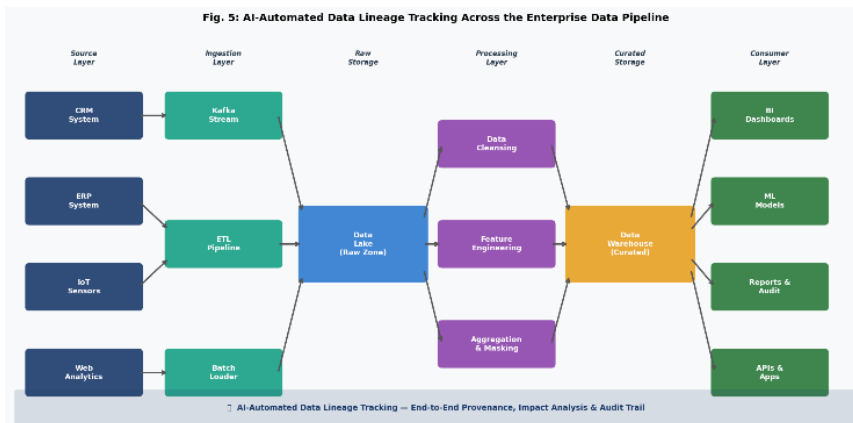 Fig. 5: AI-Automated Data Lineage Tracking Across the Enterprise Data Pipeline
Source
Layer
Ingestion
Layer
Raw
Storage
Processing
Layer
Curated
Storage
Consumer
Layer
CRM
System
Kafka
Stream
BI
Dashboards
Data
Cleansing
ERP
System
ML
Models
ETL
Pipeline
Data
Lake
(Raw Zone)
Feature
Engineering
Data
Warehouse
(Curated)
IoT
Sensors
Reports &
Audit
Aggregation
& Masking
Web
Analytics
Batch
Loader
APIs &
Apps
AI-Automated Data Lineage Tracking — End-to-End Provenance, Impact Analysis & Audit Trail